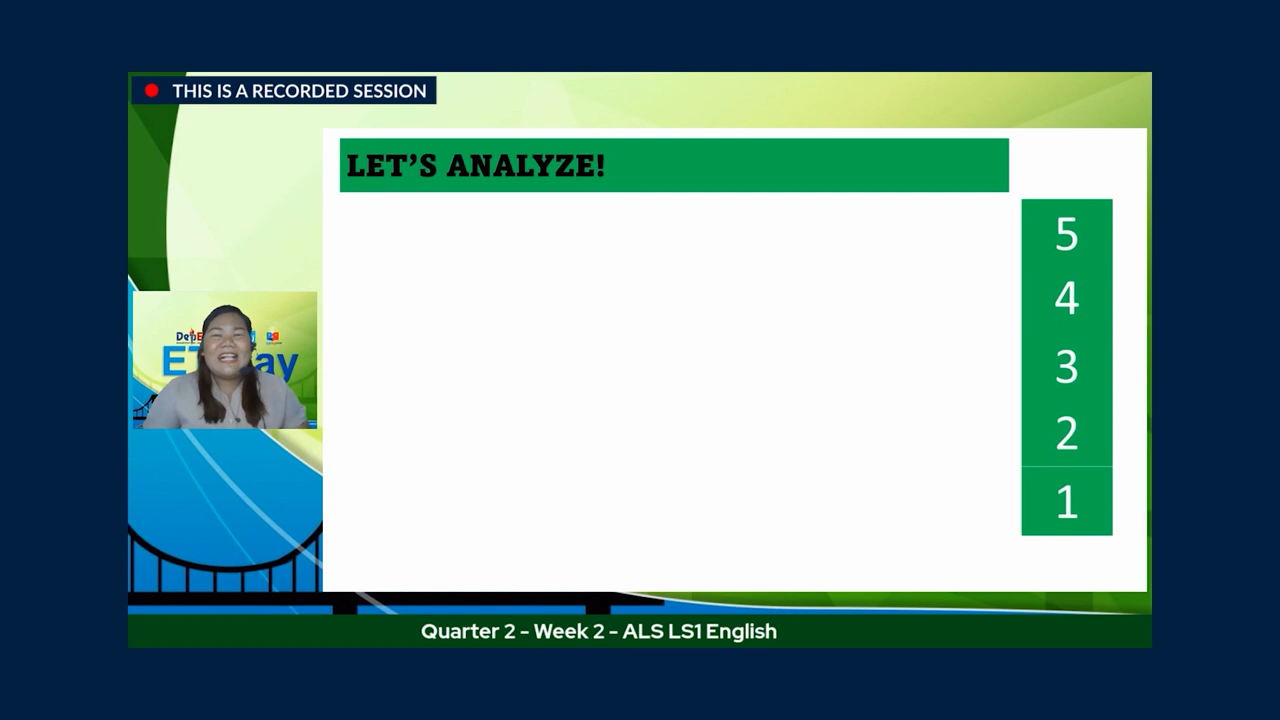 THIS IS A RECORDED SESSION
LET'S ANALYZE!
5
4
3
2
1
Quarter 2 - Week 2 - ALS LS1 English